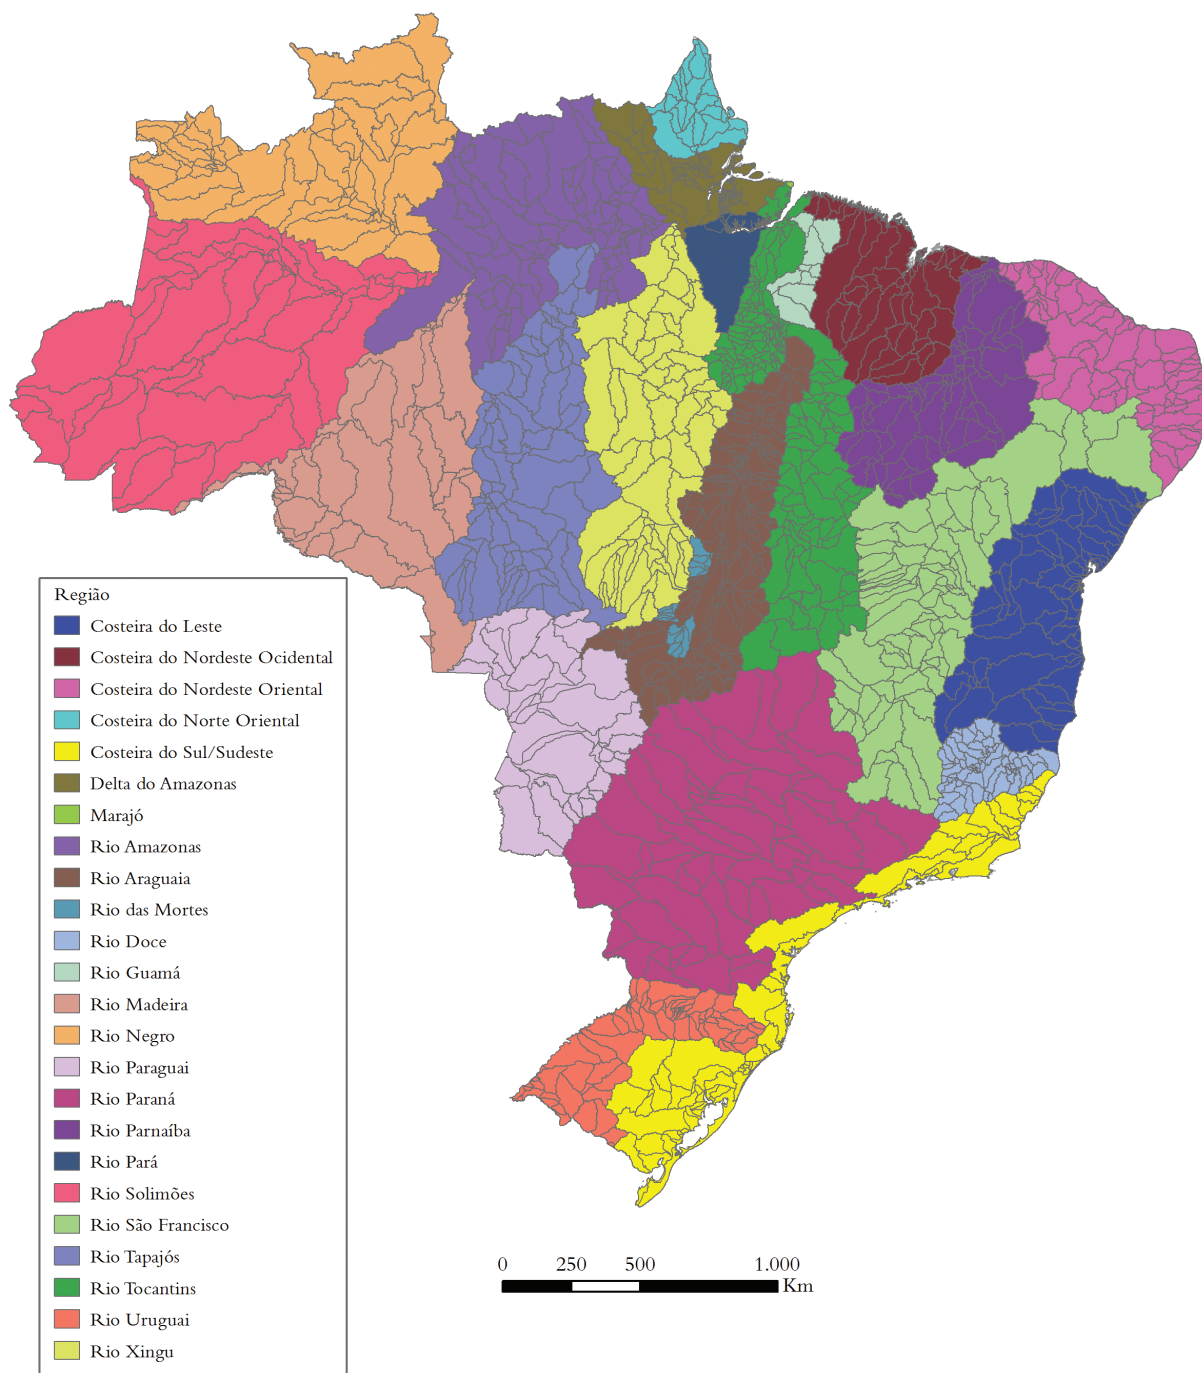 Região
Costeira do Leste
Costeira do Nordeste Ocidental
Costeira do Nordeste Oriental
Costeira do Norte Oriental
Costeira do Sul/Sudeste
Delta do Amazonas
Marajó
Rio Amazonas
Rio Araguaia
Rio das Mortes
Rio Doce
Rio Guamá
Rio Madeira
Rio Negro
Rio Paraguai
Rio Paraná
Rio Parnaíba
Rio Pará
Rio Solimões
Rio São Francisco
Rio Tapajós
Rio Tocantins
Rio Uruguai
Rio Xingu
0 250 500 1.000
Km